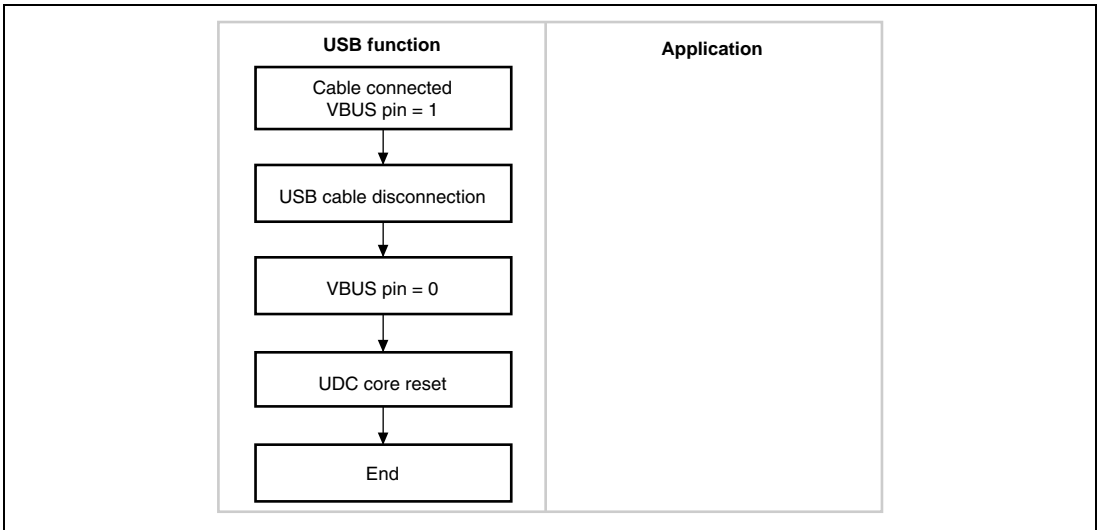 USB function
Application
Cable connected
VBUS pin = 1
USB cable disconnection
VBUS pin = 0
UDC core reset
End